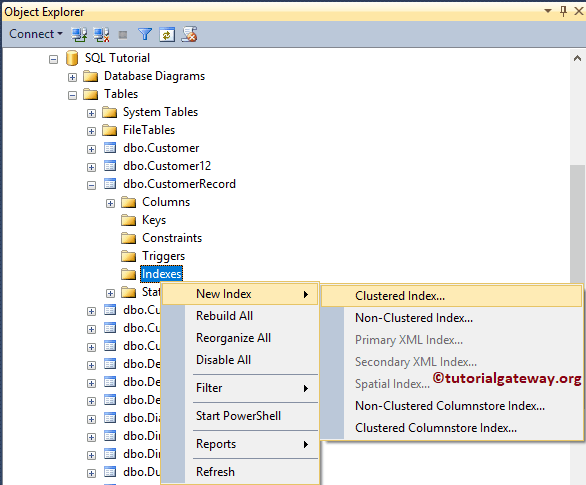 Object Explorer
Connect
SQL Tutorial
Database Diagrams
Tables
System Tables
FileTables
dbo.Customer
dbo.Customer12
dbo.CustomerRecord
Columns
Keys
Constraints
Triggers
Indexes
Stat
dbo.Cu
dbo.Cu
dbo.Cu
dbo.De
dbo.De
dbo.De
dbo.Dia
dbo.Din
dbo.Dir
dbo.Du
New Index
Rebuild All
Reorganize All
Disable All
Filter
Start PowerShell
Reports
Refresh
Clustered Index...
Non-Clustered Index...
Primary XML Index...
Secondary XML Index...
Spatial Index...
©tutorialgateway.org
Non-Clustered Columnstore Index...
Clustered Columnstore Index...